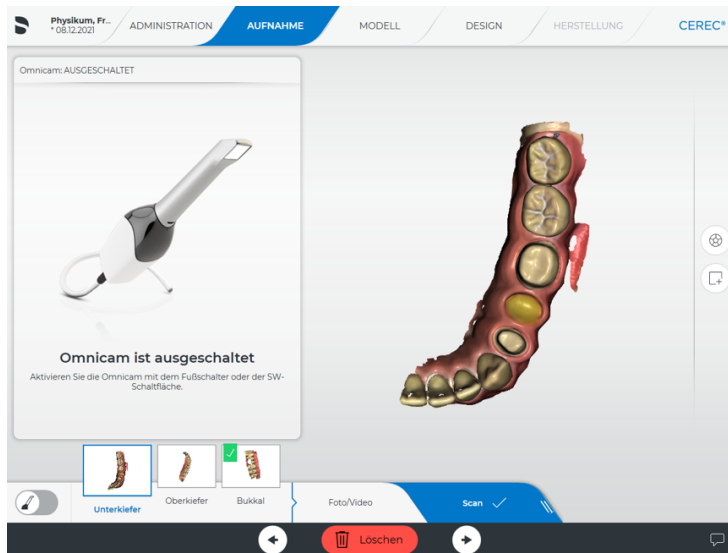 Physikum, Fr...
* 08.12.2021
ADMINISTRATION
AUFNAHME
MODELL
DESIGN
HERSTELLUNG
CEREC®
Omnicam: AUSGESCHALTET
Omnicam ist ausgeschaltet
Aktivieren Sie die Omnicam mit dem Fußschalter oder der SW-
Schaltfläche.
Unterkiefer
Oberkiefer
Bukkal
Foto/Video
Scan
Löschen